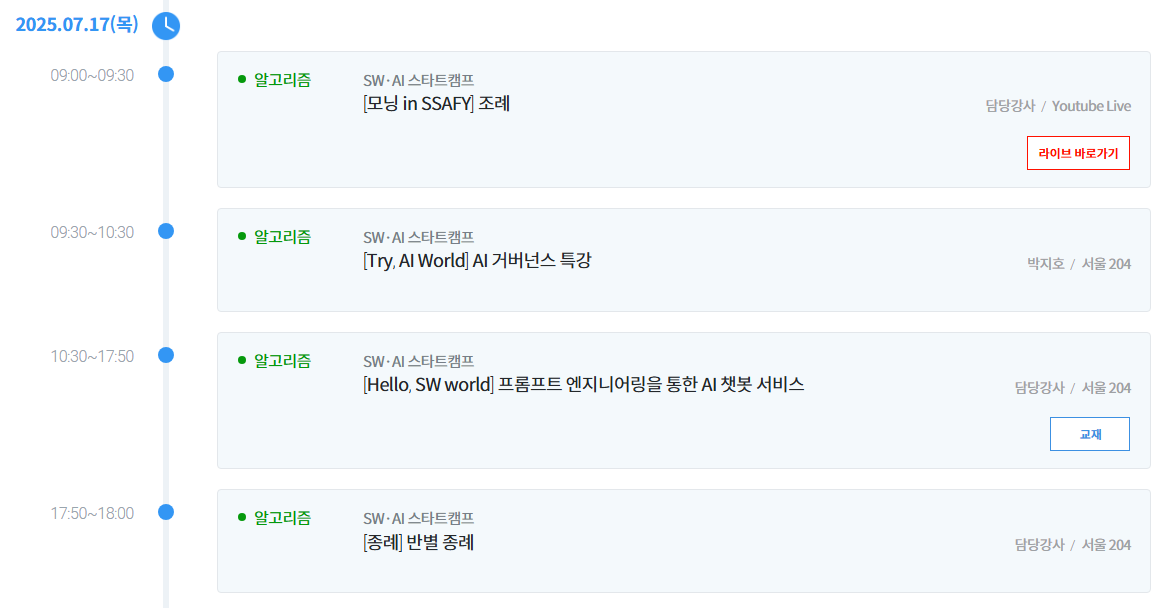 2025.07.17(목)
09:00~09:30
알고리즘
SW·AI 스타트캠프
[모닝 in SSAFY] 조례
담당강사 / Youtube Live
라이브 바로가기
09:30~10:30
알고리즘
SW·AI 스타트캠프
[Try, AI World] AI 거버넌스 특강
박지호 / 서울 204
10:30~17:50
알고리즘
SW·AI 스타트캠프
[Hello, SW world] 프롬프트 엔지니어링을 통한 AI 챗봇 서비스
담당강사 / 서울 204
교재
17:50~18:00
알고리즘
SW·AI 스타트캠프
[종례] 반별 종례
담당강사 / 서울 204